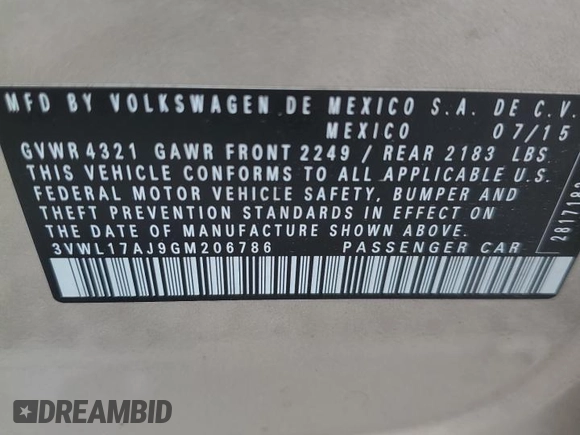 MFD BY VOLKSWAGEN DE MEXICO S.A. DE C.V.
MEXICO 07/15
GVWR 4321 GAWR FRONT 2249 / REAR 2183 LBS
THIS VEHICLE CONFORMS TO ALL APPLICABLE U.S.
FEDERAL MOTOR VEHICLE SAFETY, BUMPER AND
THEFT PREVENTION STANDARDS IN EFFECT ON
THE DATE OF MANUFACTURE SHOWN ABOVE.
3VWL17AJ9GM206786 PASSENGER CAR
DREAMBID